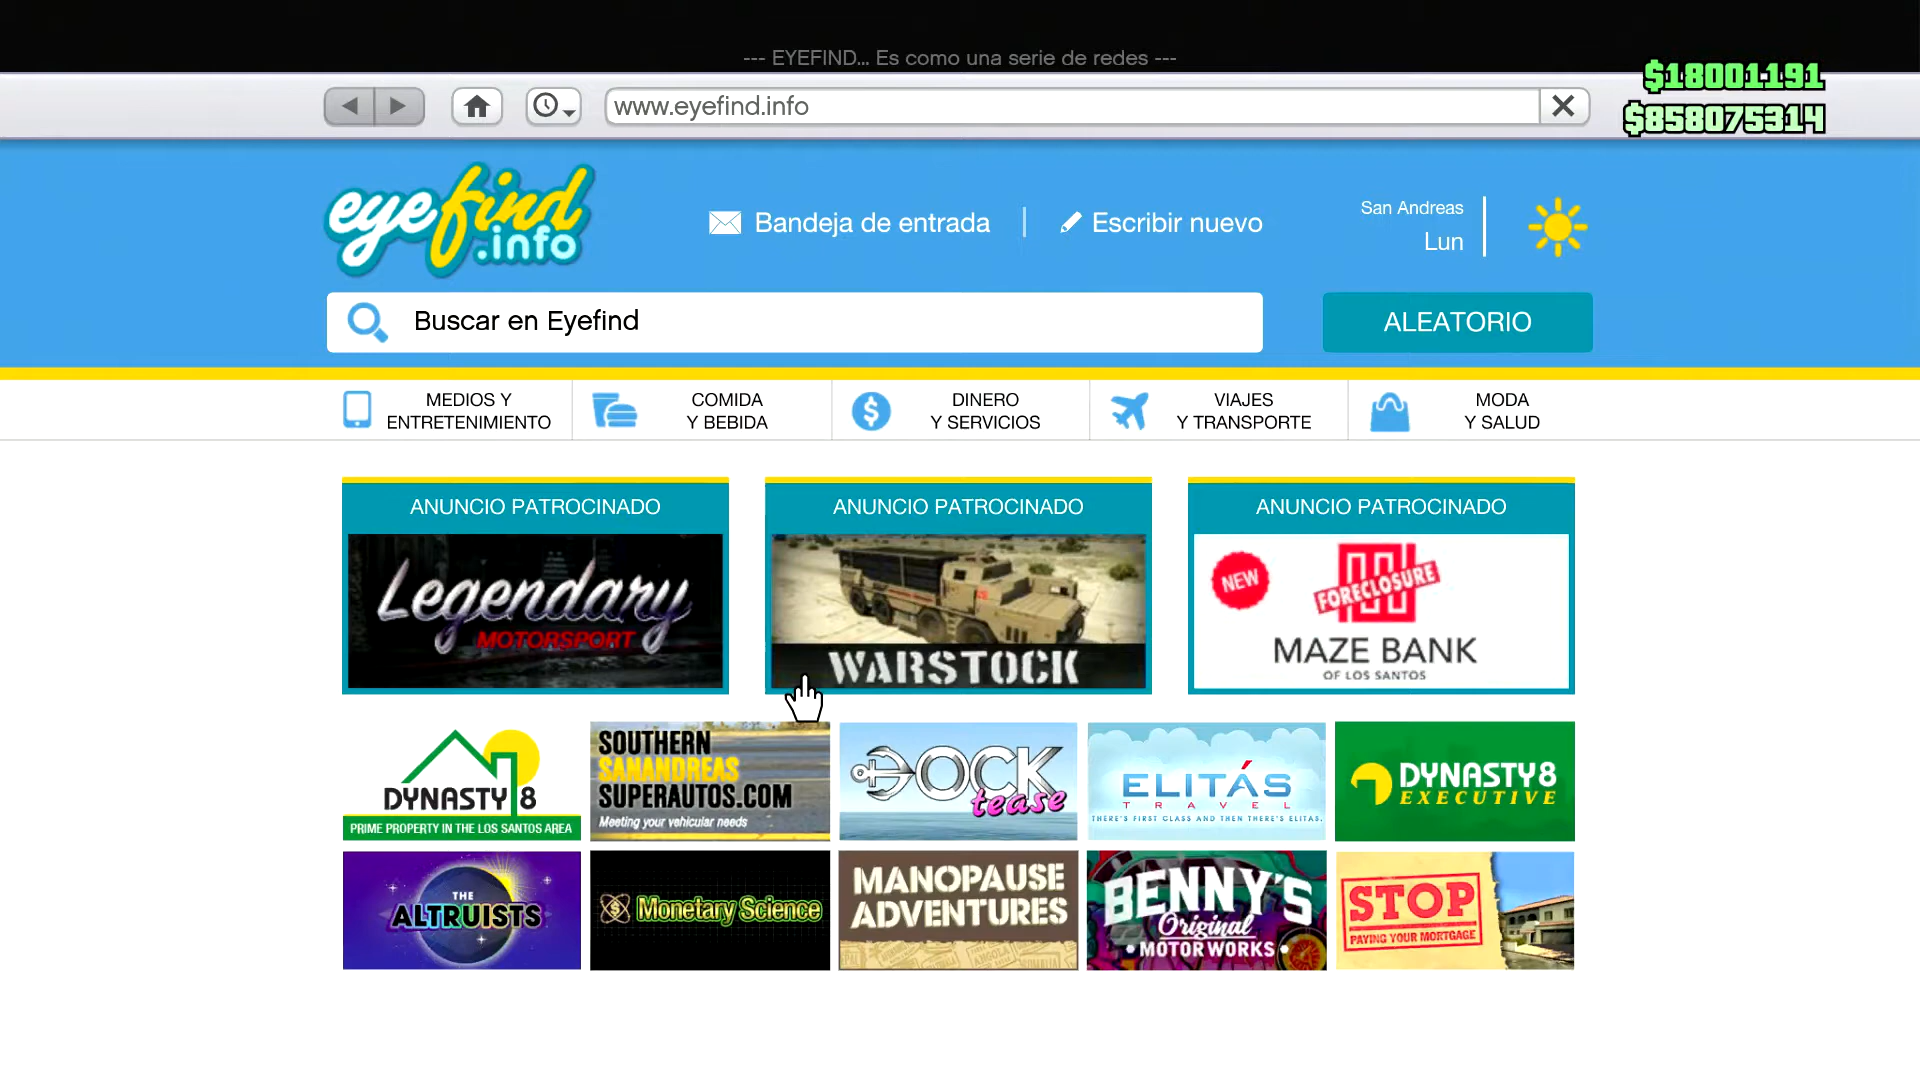 --- EYEFIND... Es como una serie de redes ---
$18001191
www.eyefind.info
$858075314
eyefind
.info
Bandeja de entrada
Escribir nuevo
San Andreas
Lun
Buscar en Eyefind
ALEATORIO
MEDIOS Y
ENTRETENIMIENTO
COMIDA
Y BEBIDA
DINERO
Y SERVICIOS
VIAJES
Y TRANSPORTE
MODA
Y SALUD
ANUNCIO PATROCINADO
Legendary
MOTORSPORT
ANUNCIO PATROCINADO
WARSTOCK
ANUNCIO PATROCINADO
NEW
FORECLOSURE
MAZE BANK
OF LOS SANTOS
DYNASTY 8
PRIME PROPERTY IN THE LOS SANTOS AREA
SOUTHERN
SANANDREAS
SUPERAUTOS.COM
Meeting your vehicular needs
DOCK
tease
ELITÁS
TRAVEL
THERE'S FIRST CLASS AND THEN THERE'S ELITAS.
DYNASTY 8
EXECUTIVE
THE
ALTRUISTS
$ Monetary Science
MANOPAUSE
ADVENTURES
BENNY'S
Original
MOTOR WORKS
STOP
PAYING YOUR MORTGAGE